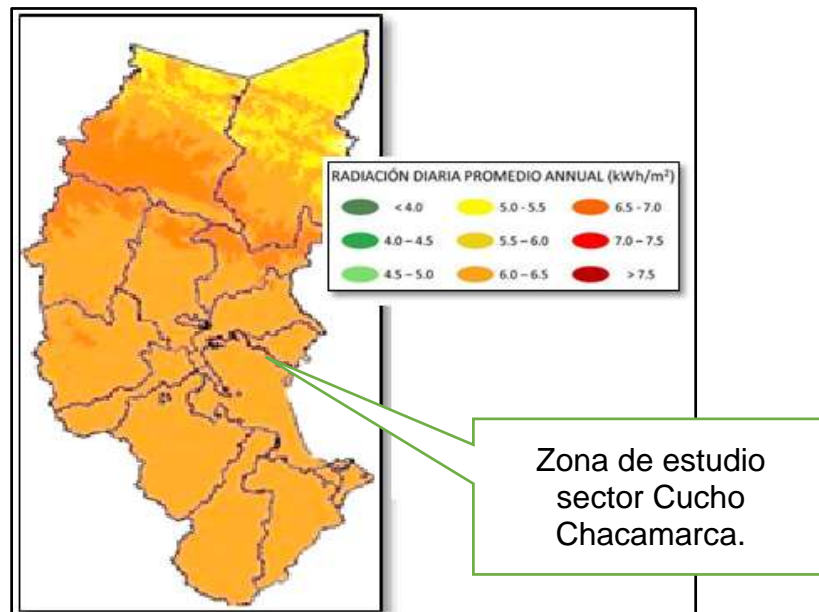 RADIACIÓN DIARIA PROMEDIO ANNUAL (kWh/m²)
< 4.0 5.0 - 5.5 6.5 - 7.0
4.0 – 4.5 5.5 – 6.0 7.0 – 7.5
4.5 – 5.0 6.0 – 6.5 > 7.5
Zona de estudio
sector Cucho
Chacamarca.